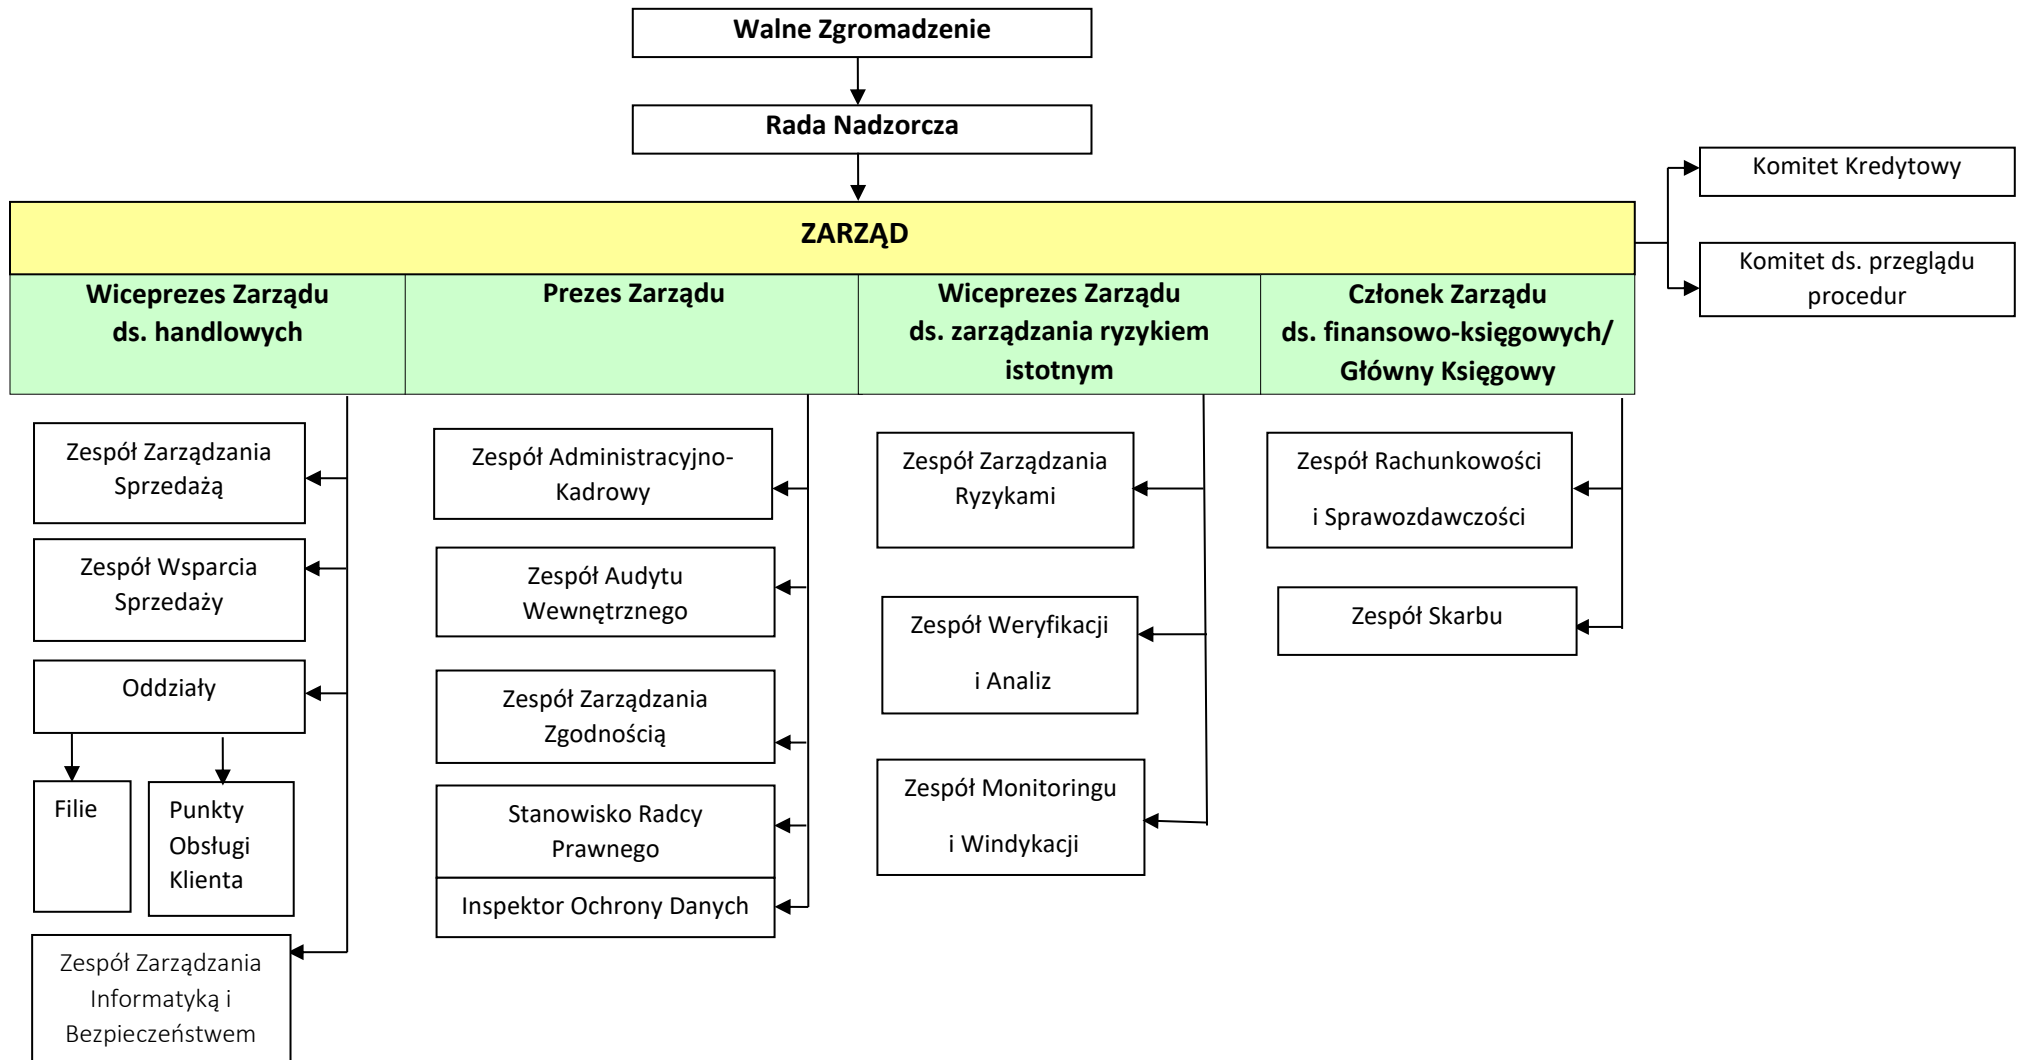 Walne Zgromadzenie
Rada Nadzorcza
Komitet Kredytowy
Komitet ds. przeglądu
procedur
ZARZĄD
Wiceprezes Zarządu
ds. handlowych
Prezes Zarządu
Wiceprezes Zarządu
ds. zarządzania ryzykiem
istotnym
Członek Zarządu
ds. finansowo-księgowych/
Główny Księgowy
Zespół Zarządzania
Sprzedażą
Zespół Wsparcia
Sprzedaży
Oddziały
Filie
Punkty
Obsługi
Klienta
Zespół Zarządzania
Informatyką i
Bezpieczeństwem
Zespół Administracyjno-
Kadrowy
Zespół Audytu
Wewnętrznego
Zespół Zarządzania
Zgodnością
Stanowisko Radcy
Prawnego
Inspektor Ochrony Danych
Zespół Zarządzania
Ryzykami
Zespół Weryfikacji
i Analiz
Zespół Monitoringu
i Windykacji
Zespół Rachunkowości
i Sprawozdawczości
Zespół Skarbu